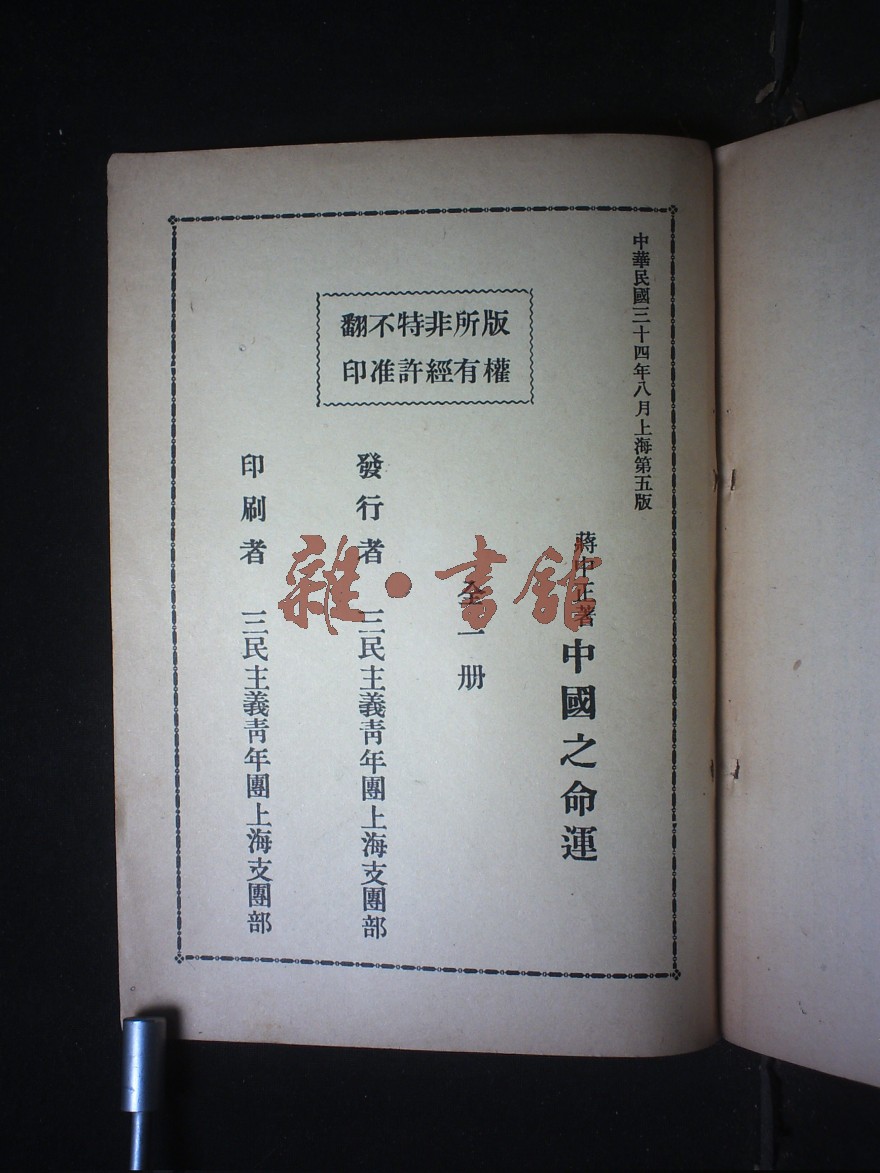 中華民國三十四年八月上海第五版
蔣中正著 中國之命運
全一册
版權所有非經特許不准翻印
發行者 三民主義靑年團上海支團部
印刷者 三民主義靑年團上海支團部
雜·書館